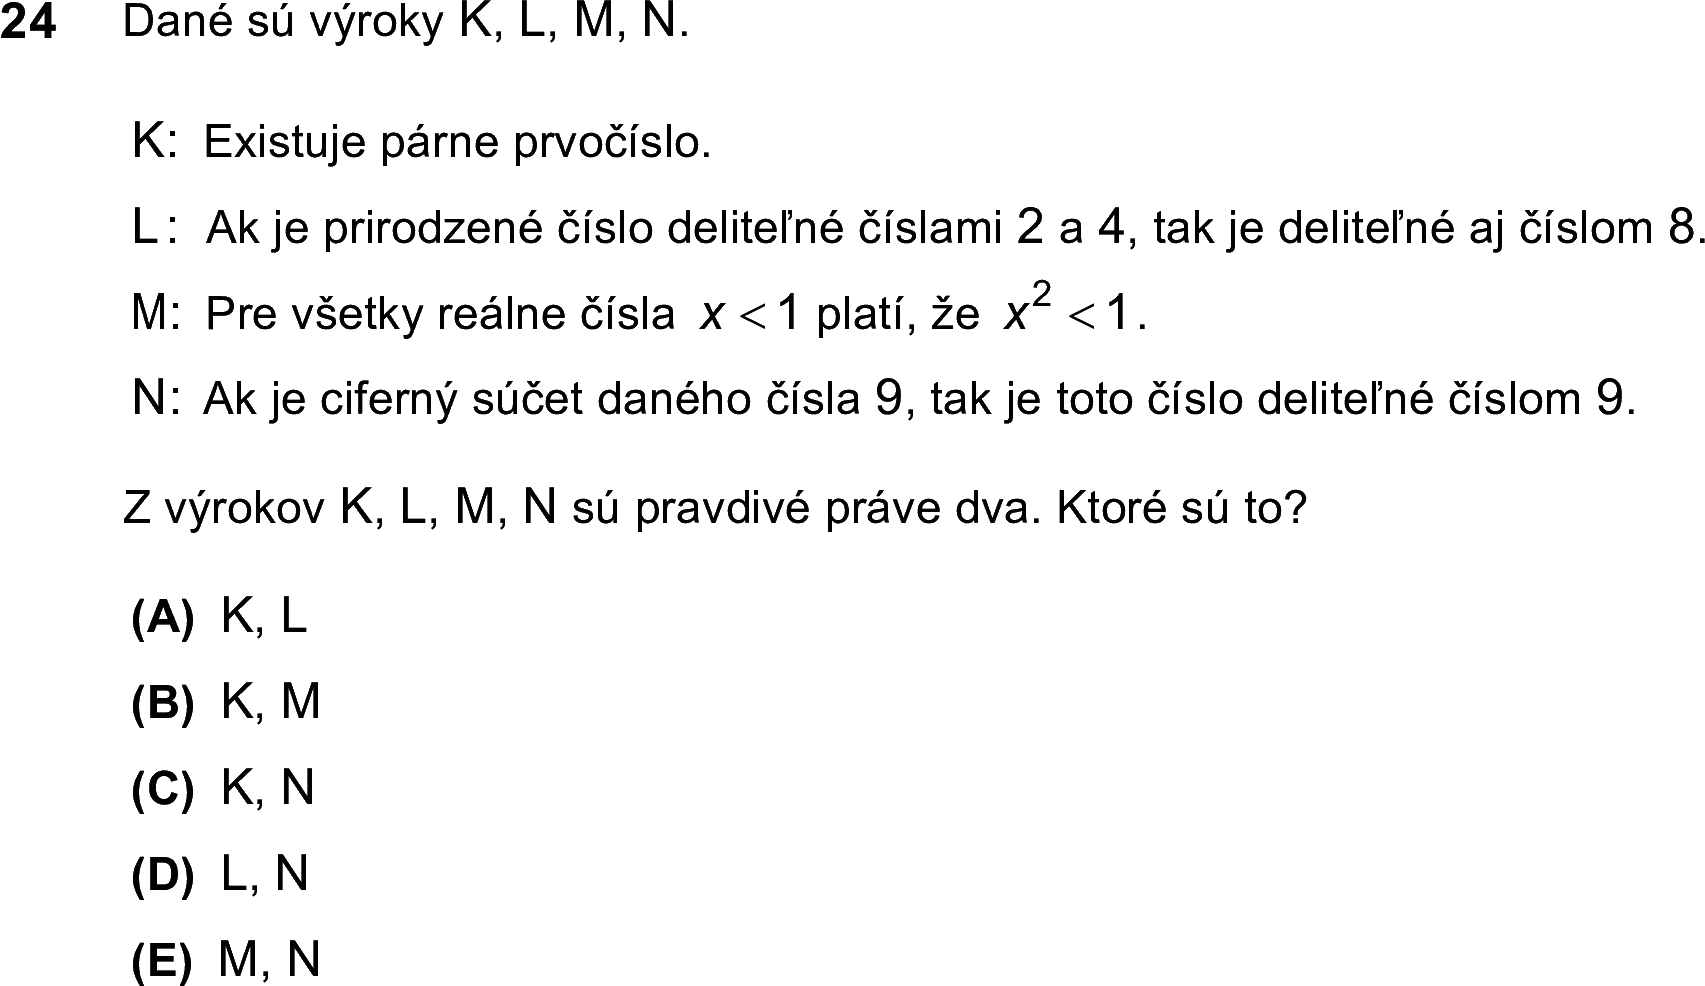 24 Dané sú výroky K, L, M, N.
K: Existuje párne prvočíslo.
L: Ak je prirodzené číslo deliteľné číslami 2 a 4, tak je deliteľné aj číslom 8.
M: Pre všetky reálne čísla x < 1 platí, že x² < 1.
N: Ak je ciferný súčet daného čísla 9, tak je toto číslo deliteľné číslom 9.
Z výrokov K, L, M, N sú pravdivé práve dva. Ktoré sú to?
(A) K, L
(B) K, M
(C) K, N
(D) L, N
(E) M, N